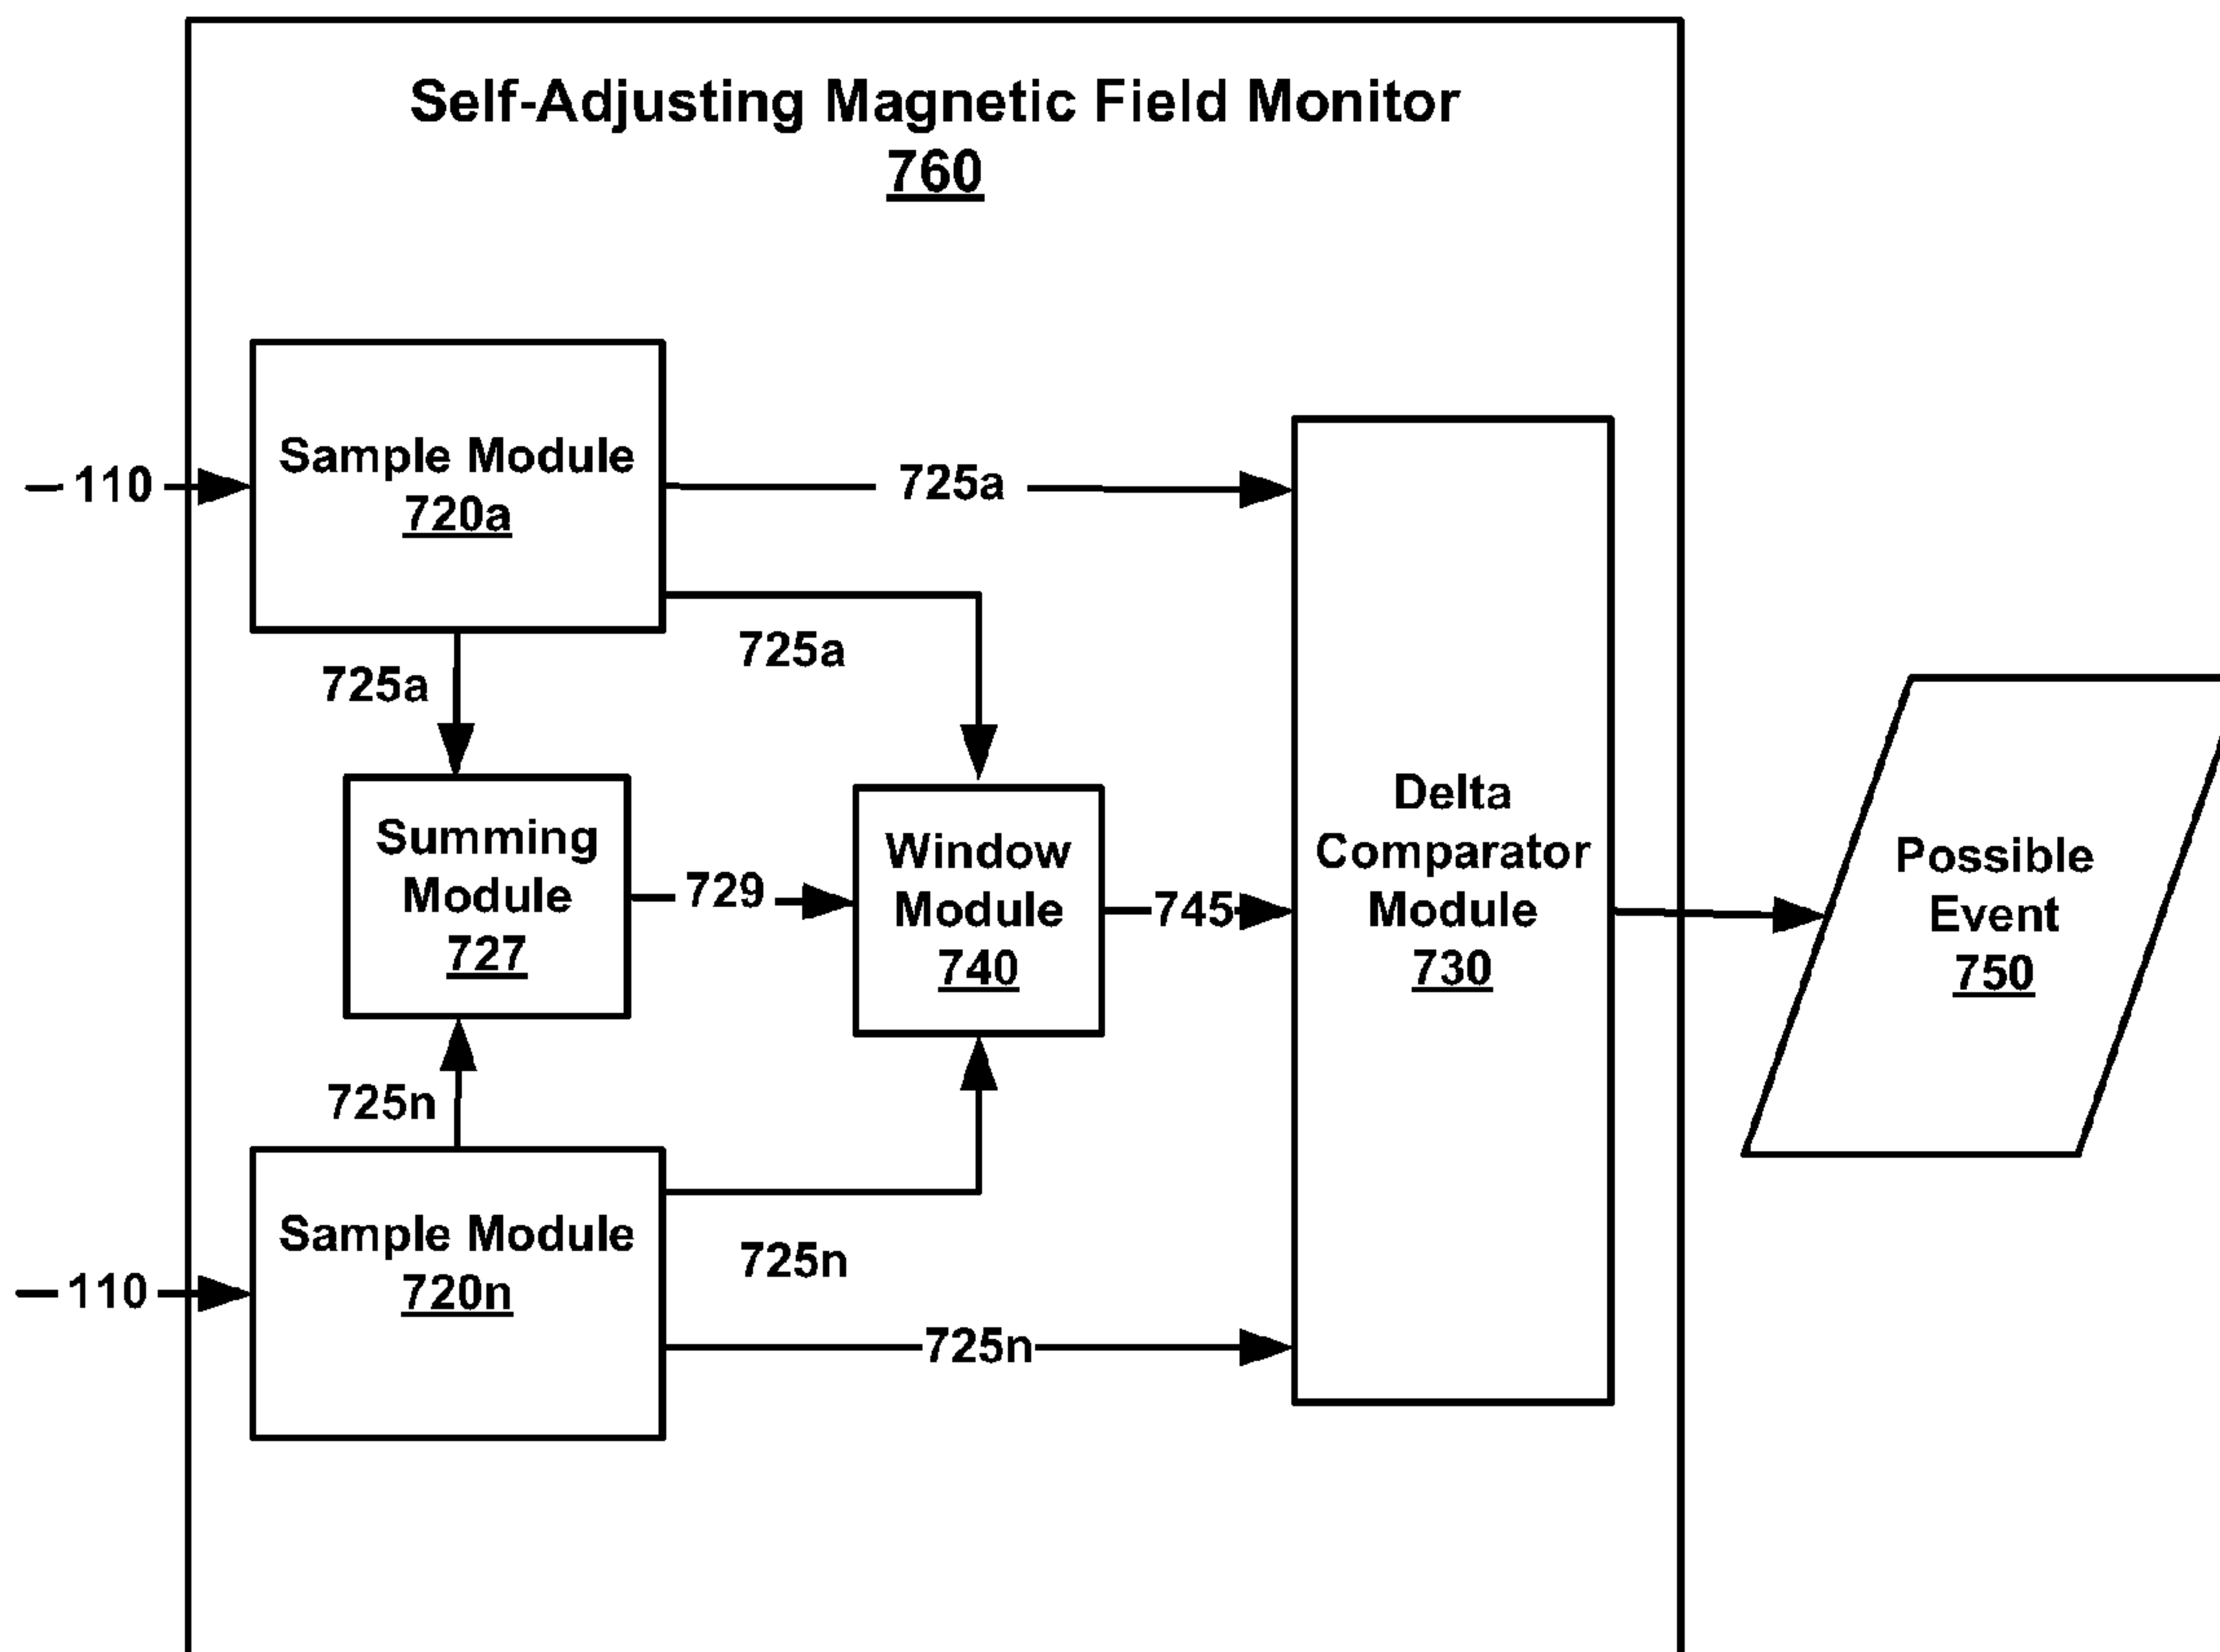 Self-Adjusting Magnetic Field Monitor
760
110
Sample Module
720a
725a
725a
725a
Summing
Module
727
729
Window
Module
740
745
Delta
Comparator
Module
730
Possible
Event
750
725n
110
Sample Module
720n
725n
725n